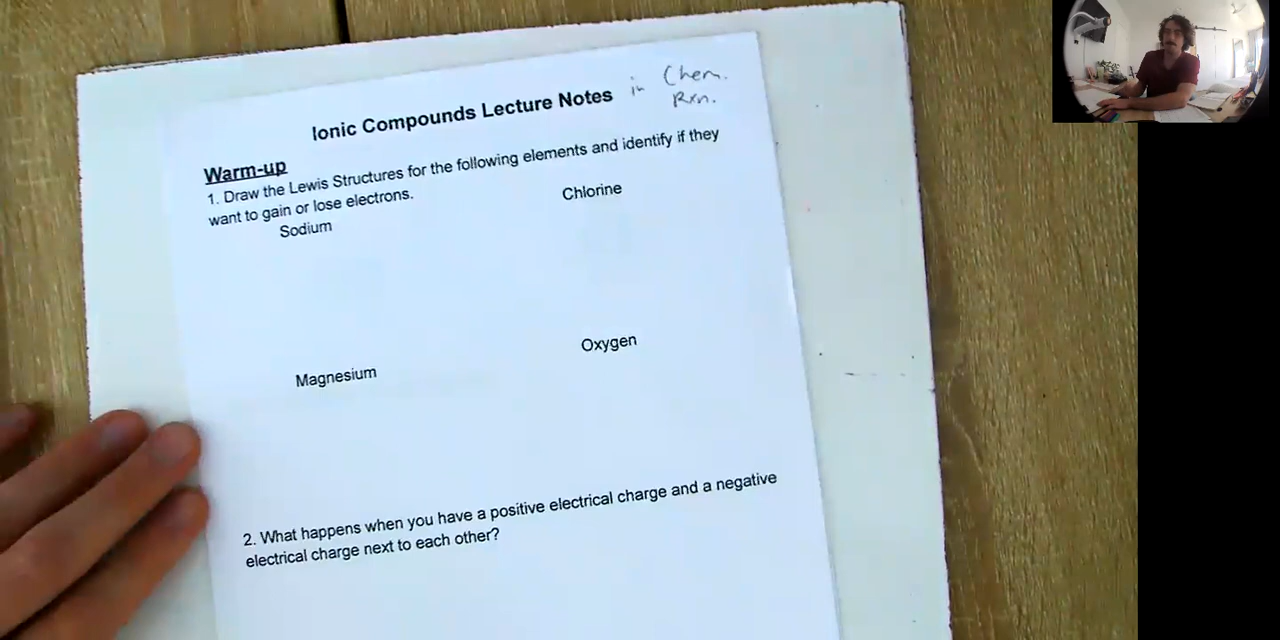 Ionic Compounds Lecture Notes in Chem.
Rxn.
Warm-up
1. Draw the Lewis Structures for the following elements and identify if they
want to gain or lose electrons.
Sodium
Chlorine
Magnesium
Oxygen
2. What happens when you have a positive electrical charge and a negative
electrical charge next to each other?